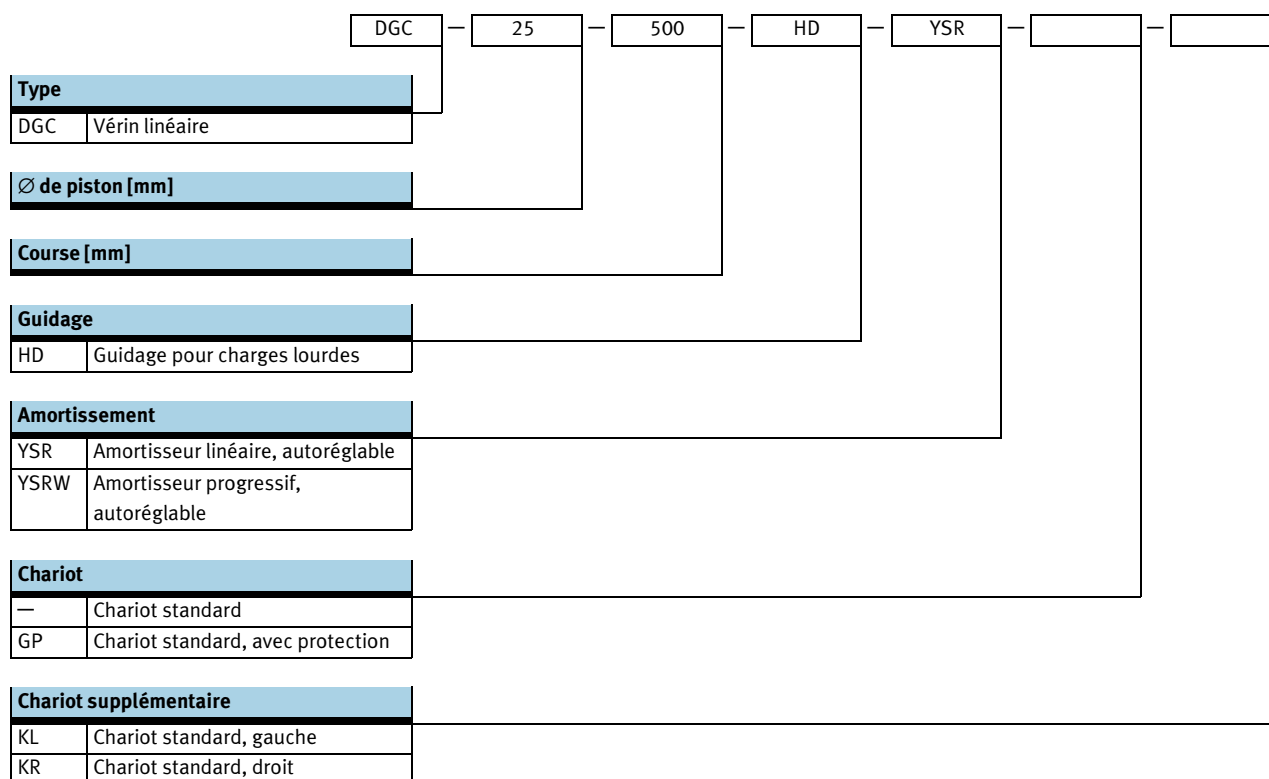 DGC — 25 — 500 — HD — YSR — —
Type
DGC Vérin linéaire
∅ de piston [mm]
Course [mm]
Guidage
HD Guidage pour charges lourdes
Amortissement
YSR Amortisseur linéaire, autoréglable
YSRW Amortisseur progressif,
autoréglable
Chariot
— Chariot standard
GP Chariot standard, avec protection
Chariot supplémentaire
KL Chariot standard, gauche
KR Chariot standard, droit